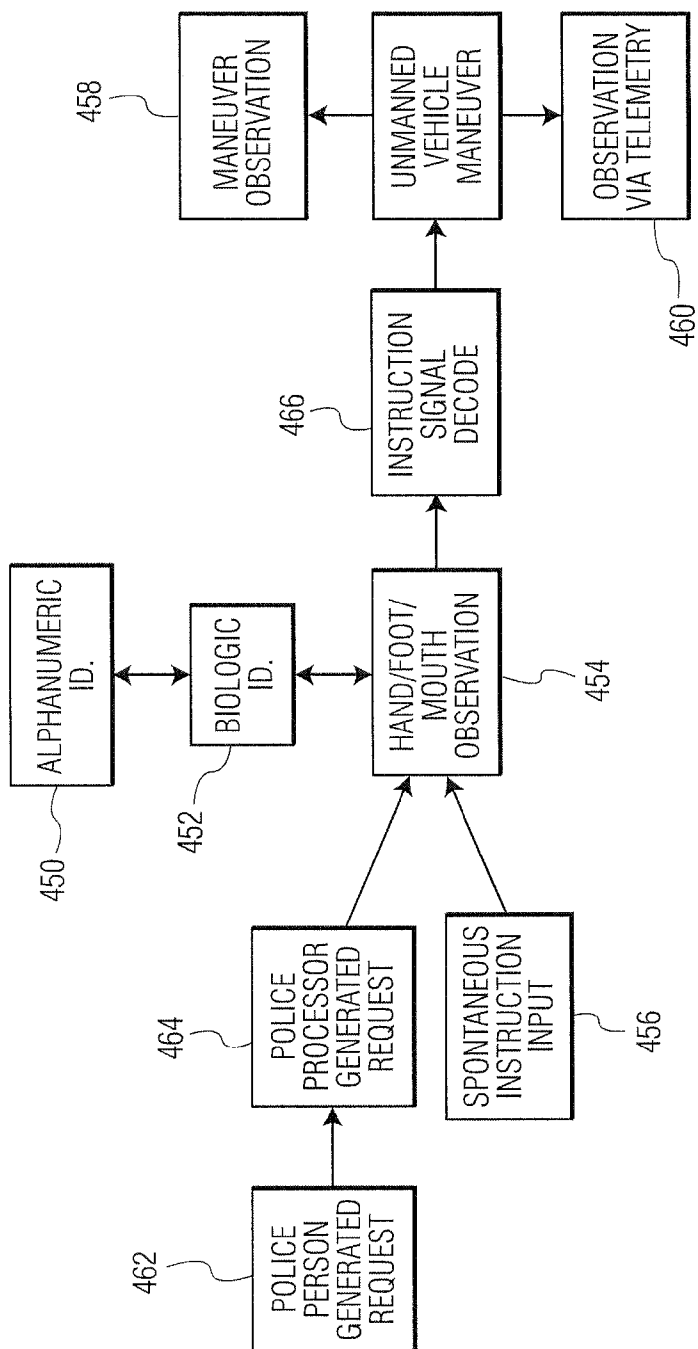 462
POLICE
PERSON
GENERATED
REQUEST
464
POLICE
PROCESSOR
GENERATED
REQUEST
SPONTANEOUS
INSTRUCTION
INPUT
456
450
ALPHANUMERIC
ID.
452
BIOLOGIC
ID.
HAND/FOOT/
MOUTH
OBSERVATION
454
466
INSTRUCTION
SIGNAL
DECODE
458
MANEUVER
OBSERVATION
UNMANNED
VEHICLE
MANEUVER
OBSERVATION
VIA TELEMETRY
460